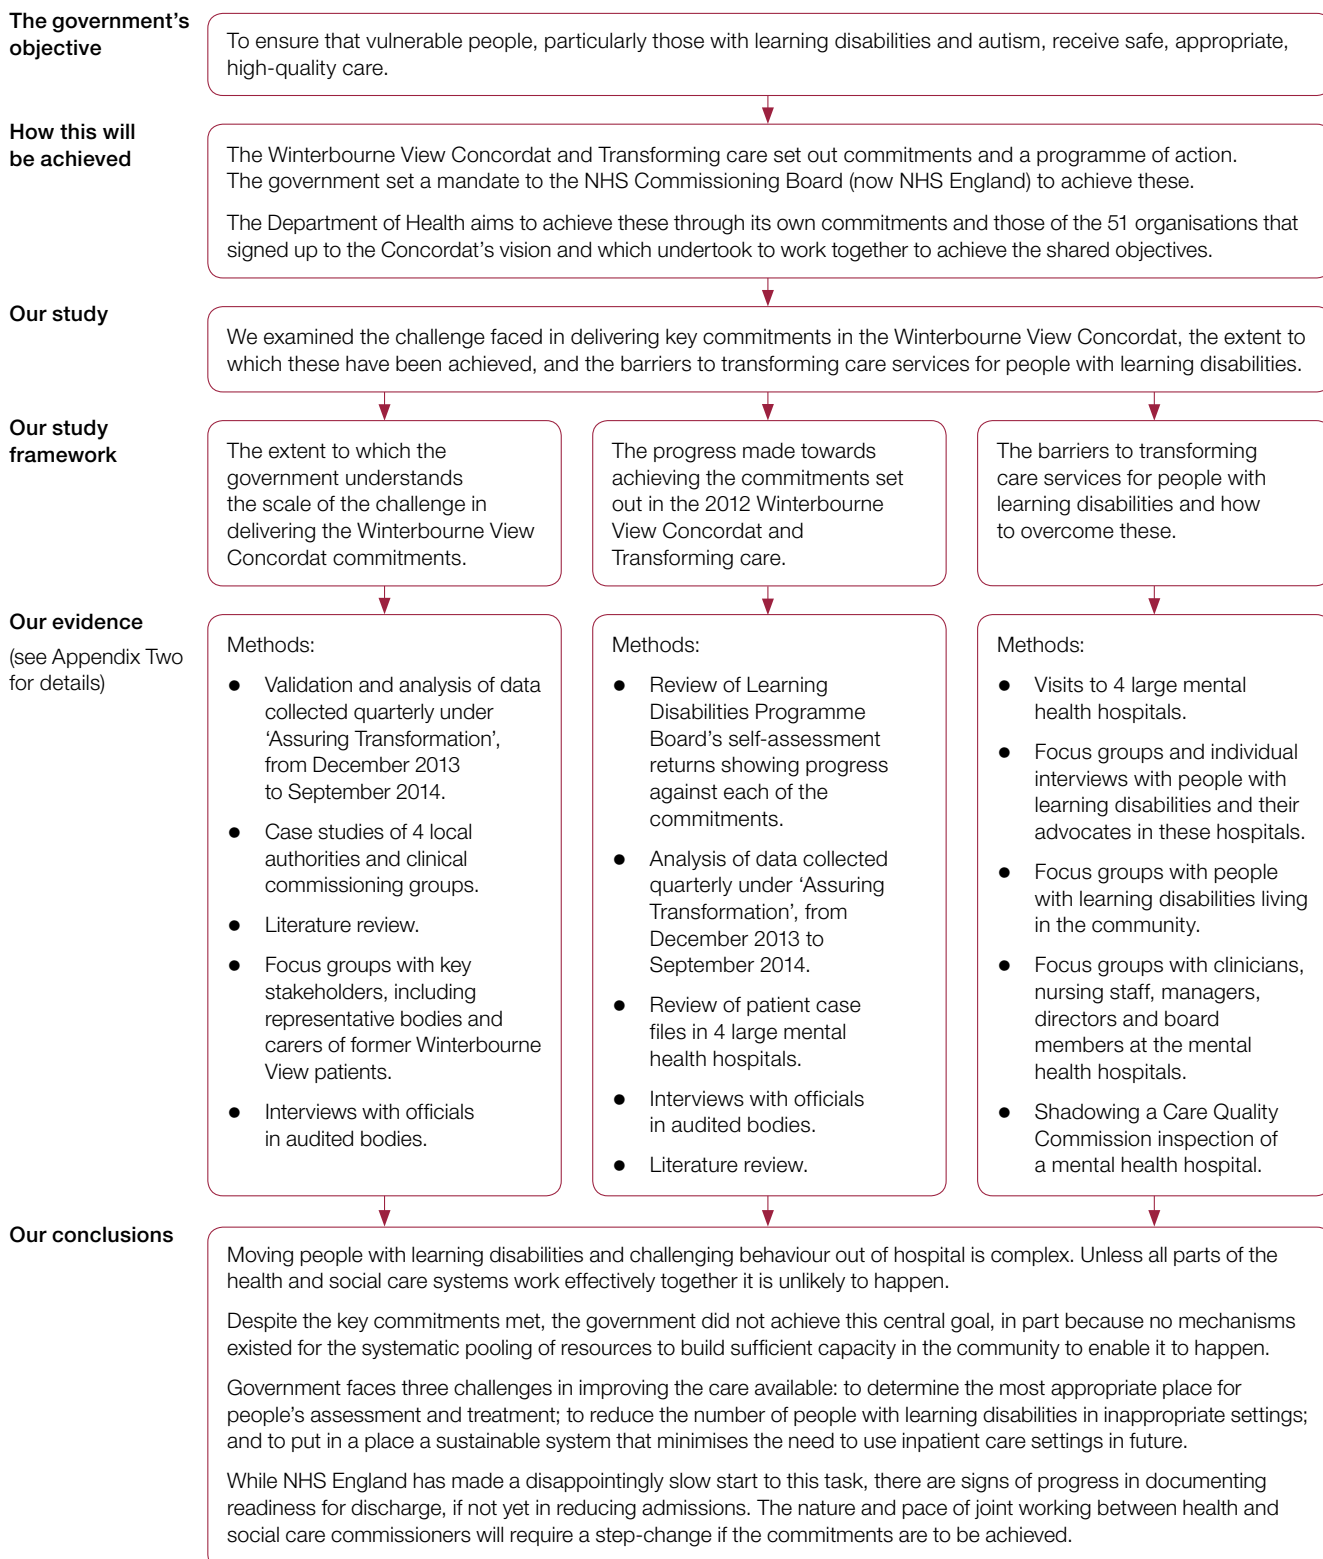 The government's
objective
To ensure that vulnerable people, particularly those with learning disabilities and autism, receive safe, appropriate,
high-quality care.
How this will
be achieved
The Winterbourne View Concordat and Transforming care set out commitments and a programme of action.
The government set a mandate to the NHS Commissioning Board (now NHS England) to achieve these.
The Department of Health aims to achieve these through its own commitments and those of the 51 organisations that
signed up to the Concordat's vision and which undertook to work together to achieve the shared objectives.
Our study
We examined the challenge faced in delivering key commitments in the Winterbourne View Concordat, the extent to
which these have been achieved, and the barriers to transforming care services for people with learning disabilities.
Our study
framework
The extent to which the
government understands
the scale of the challenge in
delivering the Winterbourne View
Concordat commitments.
The progress made towards
achieving the commitments set
out in the 2012 Winterbourne
View Concordat and
Transforming care.
The barriers to transforming
care services for people with
learning disabilities and how
to overcome these.
Our evidence
(see Appendix Two
for details)
Methods:
● Validation and analysis of data
collected quarterly under
'Assuring Transformation',
from December 2013
to September 2014.
● Case studies of 4 local
authorities and clinical
commissioning groups.
● Literature review.
● Focus groups with key
stakeholders, including
representative bodies and
carers of former Winterbourne
View patients.
● Interviews with officials
in audited bodies.
Methods:
● Review of Learning
Disabilities Programme
Board's self-assessment
returns showing progress
against each of the
commitments.
● Analysis of data collected
quarterly under 'Assuring
Transformation', from
December 2013 to
September 2014.
● Review of patient case
files in 4 large mental
health hospitals.
● Interviews with officials
in audited bodies.
● Literature review.
Methods:
● Visits to 4 large mental
health hospitals.
● Focus groups and individual
interviews with people with
learning disabilities and their
advocates in these hospitals.
● Focus groups with people
with learning disabilities living
in the community.
● Focus groups with clinicians,
nursing staff, managers,
directors and board
members at the mental
health hospitals.
● Shadowing a Care Quality
Commission inspection of
a mental health hospital.
Our conclusions
Moving people with learning disabilities and challenging behaviour out of hospital is complex. Unless all parts of the
health and social care systems work effectively together it is unlikely to happen.
Despite the key commitments met, the government did not achieve this central goal, in part because no mechanisms
existed for the systematic pooling of resources to build sufficient capacity in the community to enable it to happen.
Government faces three challenges in improving the care available: to determine the most appropriate place for
people's assessment and treatment; to reduce the number of people with learning disabilities in inappropriate settings;
and to put in a place a sustainable system that minimises the need to use inpatient care settings in future.
While NHS England has made a disappointingly slow start to this task, there are signs of progress in documenting
readiness for discharge, if not yet in reducing admissions. The nature and pace of joint working between health and
social care commissioners will require a step-change if the commitments are to be achieved.